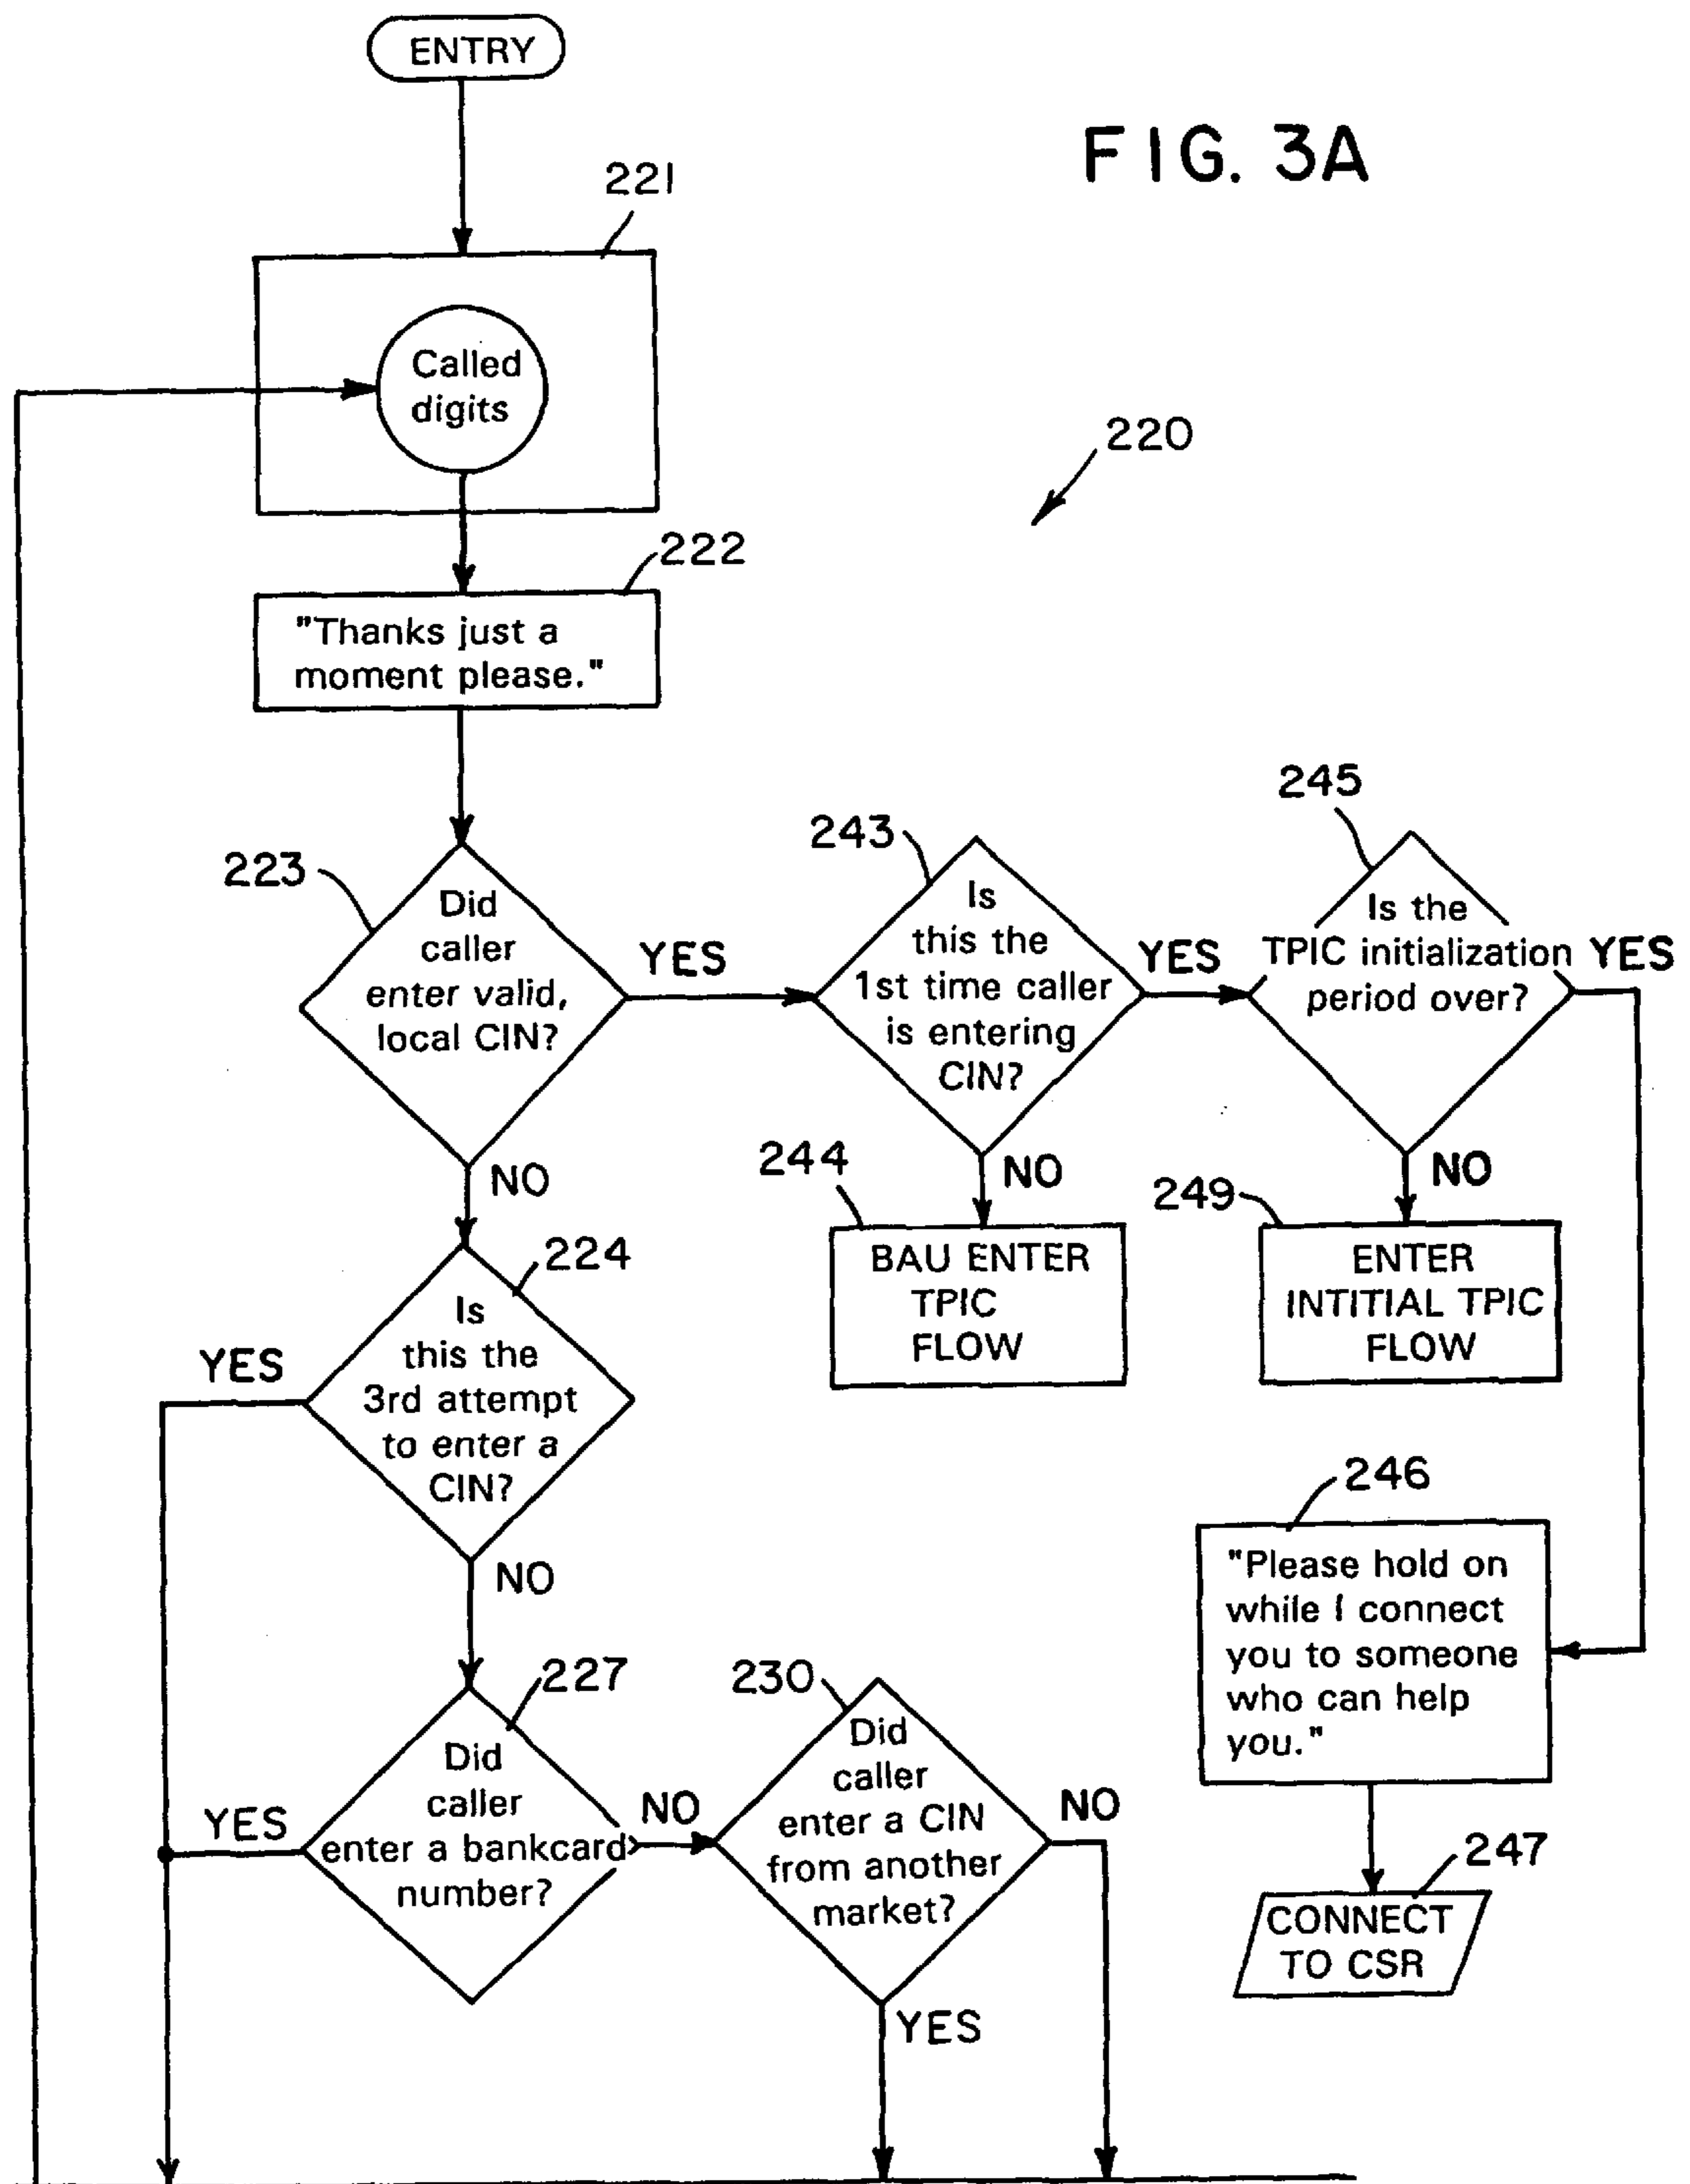 ENTRY
FIG. 3A
221
Called
digits
220
222
"Thanks just a
moment please."
223
Did
caller
enter valid,
local CIN?
YES
NO
243
Is
this the
1st time caller
is entering
CIN?
YES
NO
245
Is the
TPIC initialization
period over?
YES
NO
244
BAU ENTER
TPIC
FLOW
249
ENTER
INTITIAL TPIC
FLOW
224
Is
this the
3rd attempt
to enter a
CIN?
YES
NO
246
"Please hold on
while I connect
you to someone
who can help
you."
227
Did
caller
enter a bankcard
number?
YES
NO
230
Did
caller
enter a CIN
from another
market?
NO
YES
247
CONNECT
TO CSR